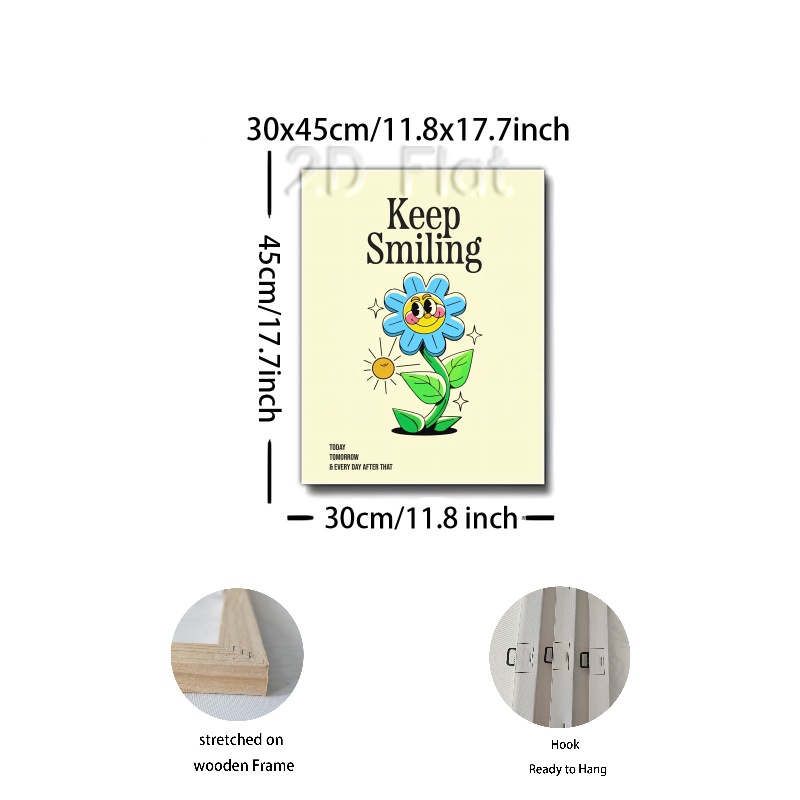 30x45cm/11.8x17.7inch
2D Flat
Keep
Smiling
45cm/17.7inch
TODAY
TOMORROW
& EVERY DAY AFTER THAT
30cm/11.8 inch
stretched on
wooden Frame
Hook
Ready to Hang